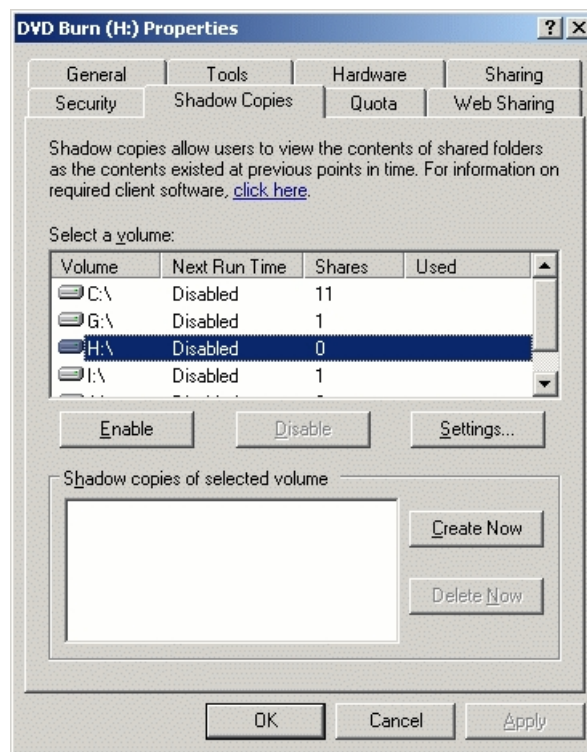 DVD Burn (H:) Properties
General Tools Hardware Sharing
Security Shadow Copies Quota Web Sharing
Shadow copies allow users to view the contents of shared folders
as the contents existed at previous points in time. For information on
required client software, click here.
Select a volume:
Volume Next Run Time Shares Used
C:\ Disabled 11
G:\ Disabled 1
H:\ Disabled 0
I:\ Disabled 1
Enable Disable Settings...
Shadow copies of selected volume
Create Now
Delete Now
OK Cancel Apply